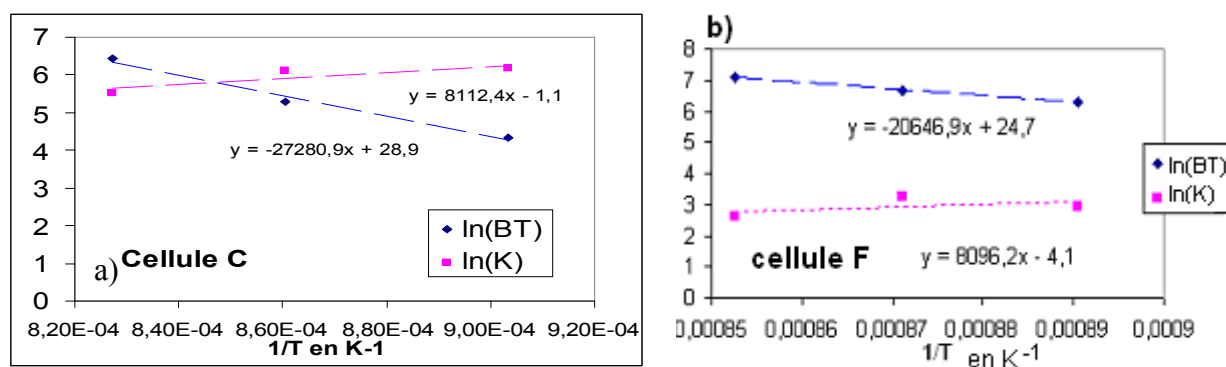 7
6
5
4
3
2
1
0
y = 8112,4x - 1,1
y = -27280,9x + 28,9
ln(BT)
ln(K)
a) Cellule C
8,20E-04 8,40E-04 8,60E-04 8,80E-04 9,00E-04 9,20E-04
1/T en K-1
b)
8
7
6
5
4
3
2
1
0
y = -20646,9x + 24,7
ln(BT)
ln(K)
cellule F
y = 8096,2x - 4,1
0,00085 0,00086 0,00087 0,00088 0,00089 0,0009
1/T en K-1